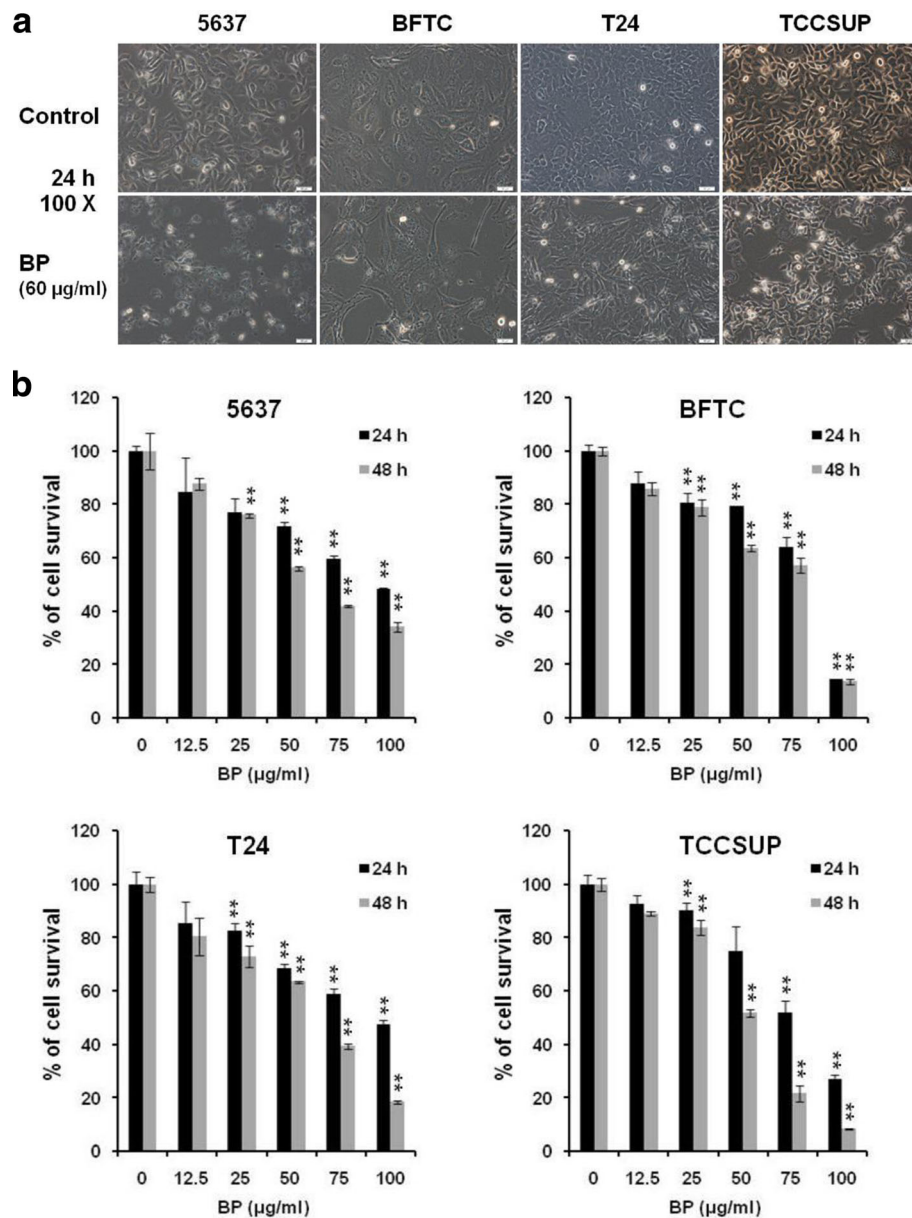 a
5637 BFTC T24 TCCSUP
Control
24 h
100 X
BP
(60 µg/ml)
b
5637
120
100
80
60
40
20
0
% of cell survival
24 h
48 h
** ** ** ** ** ** **
0 12.5 25 50 75 100
BP (µg/ml)
BFTC
120
100
80
60
40
20
0
% of cell survival
24 h
48 h
** ** ** ** ** ** ** **
0 12.5 25 50 75 100
BP (µg/ml)
T24
120
100
80
60
40
20
0
% of cell survival
24 h
48 h
** ** ** ** ** ** ** **
0 12.5 25 50 75 100
BP (µg/ml)
TCCSUP
120
100
80
60
40
20
0
% of cell survival
24 h
48 h
** ** ** ** ** ** **
0 12.5 25 50 75 100
BP (µg/ml)